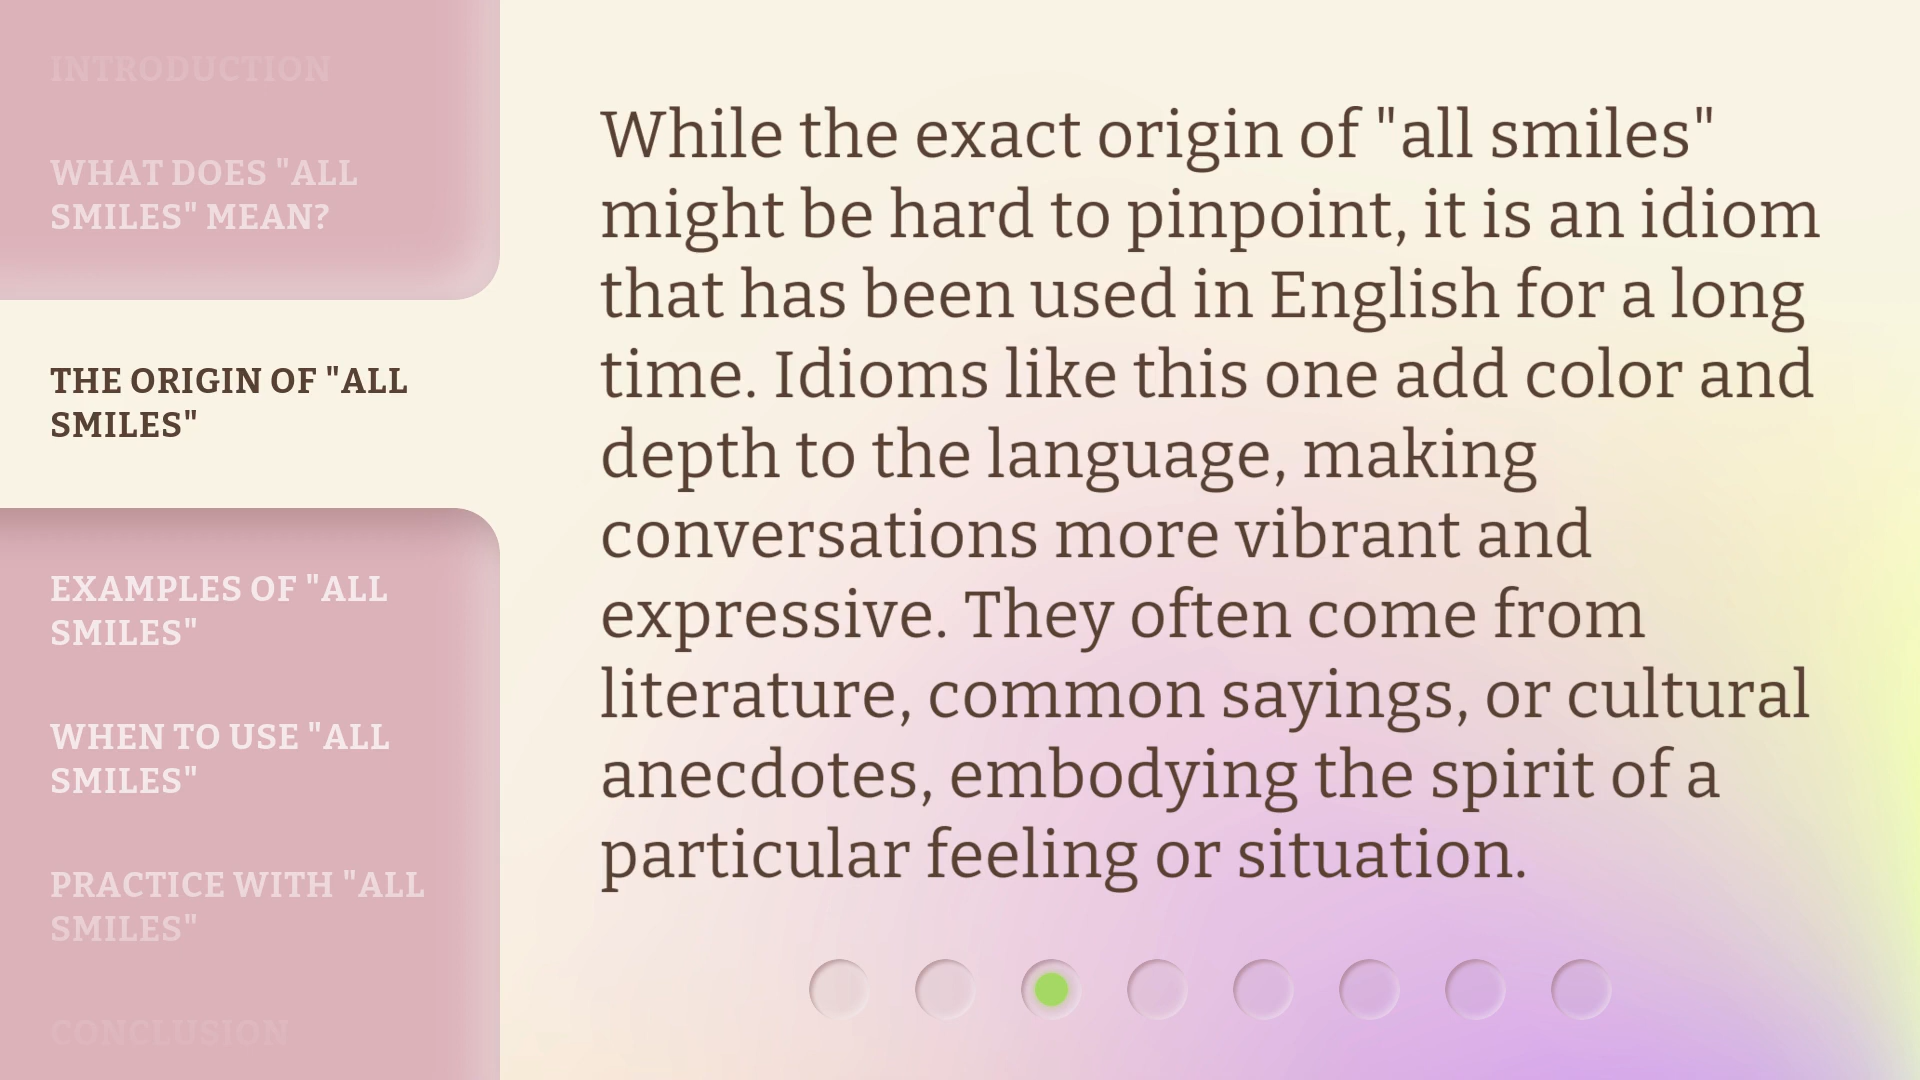 INTRODUCTION
WHAT DOES "ALL
SMILES" MEAN?
THE ORIGIN OF "ALL
SMILES"
EXAMPLES OF "ALL
SMILES"
WHEN TO USE "ALL
SMILES"
PRACTICE WITH "ALL
SMILES"
CONCLUSION
While the exact origin of "all smiles"
might be hard to pinpoint, it is an idiom
that has been used in English for a long
time. Idioms like this one add color and
depth to the language, making
conversations more vibrant and
expressive. They often come from
literature, common sayings, or cultural
anecdotes, embodying the spirit of a
particular feeling or situation.